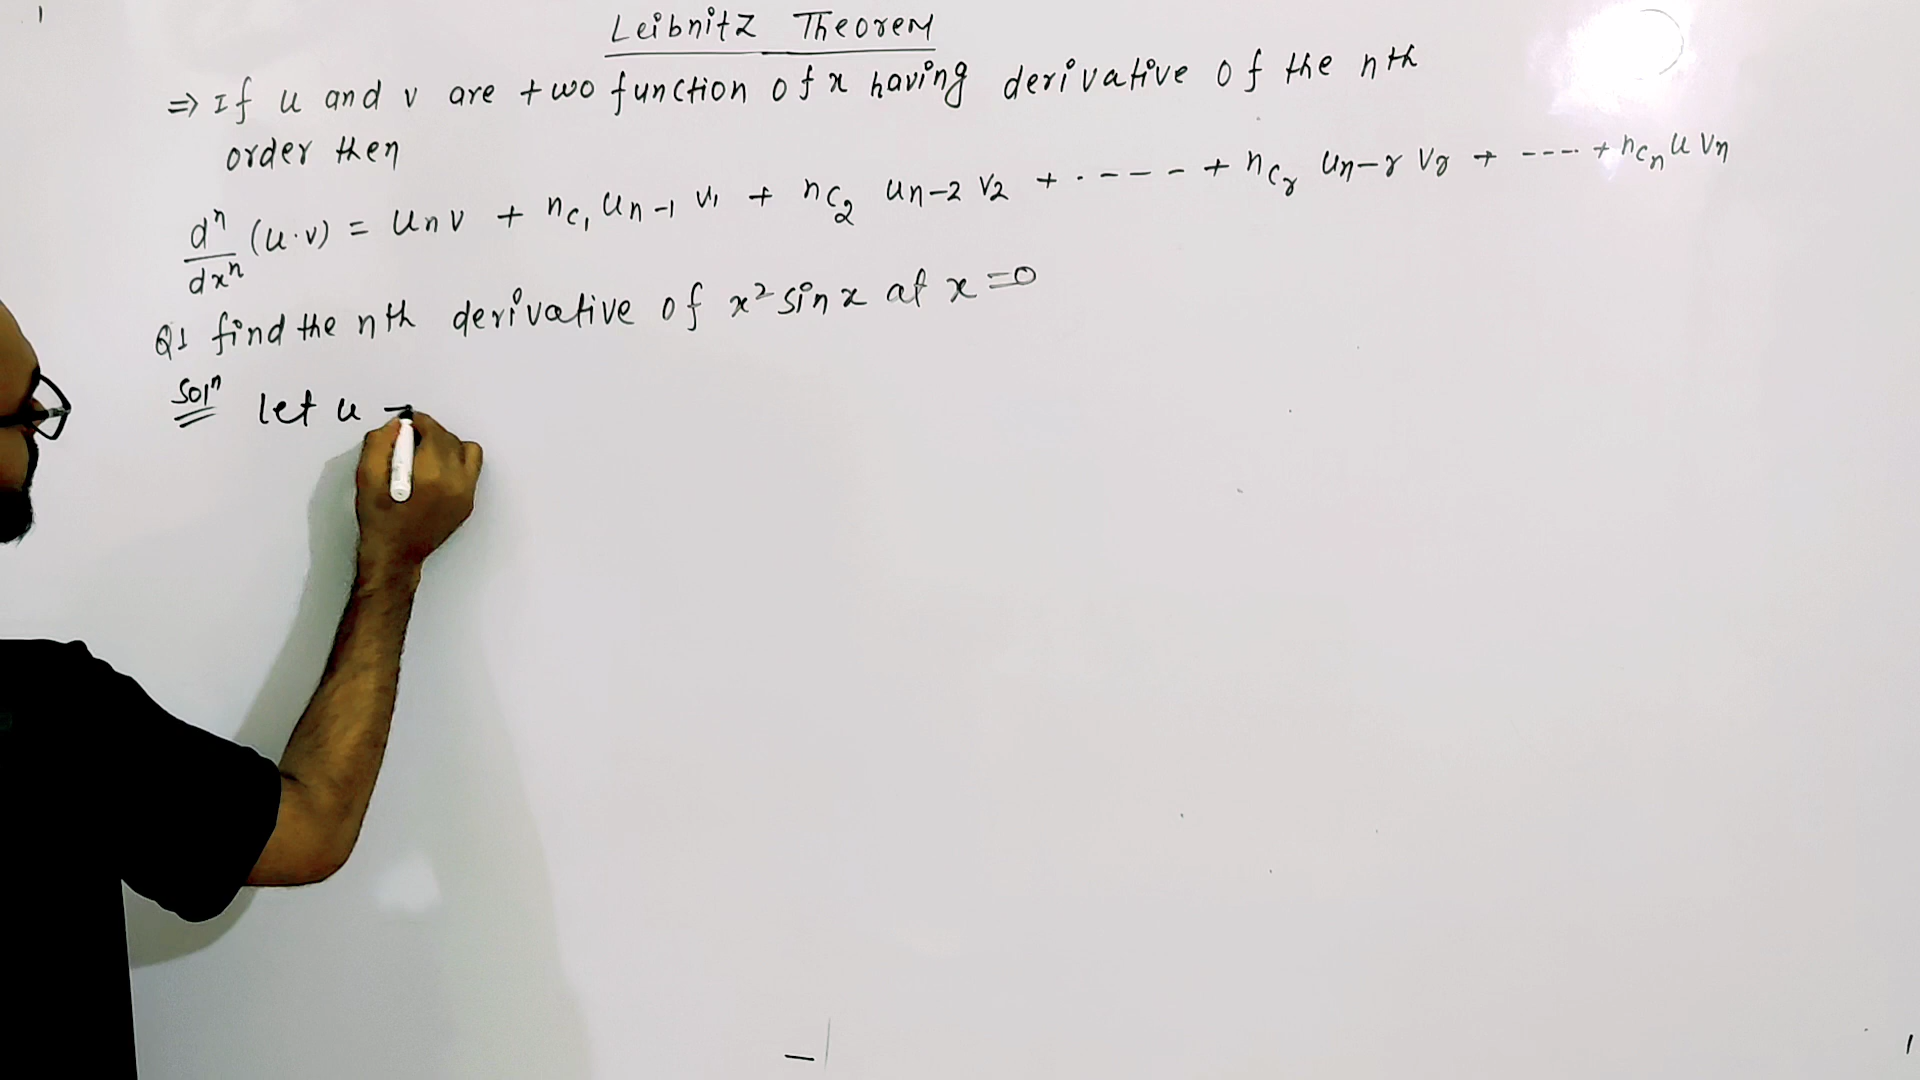 Leibnitz Theorem
⇒ If u and v are two function of x having derivative of the nth
order then
dⁿ/dxⁿ (u·v) = uₙv + ⁿC₁ uₙ₋₁ v₁ + ⁿC₂ uₙ₋₂ v₂ + ----- + ⁿCᵣ uₙ₋ᵣ vᵣ + ---- + ⁿCₙ u vₙ
Q1 find the nth derivative of x² sin x at x = 0
Solⁿ let u =